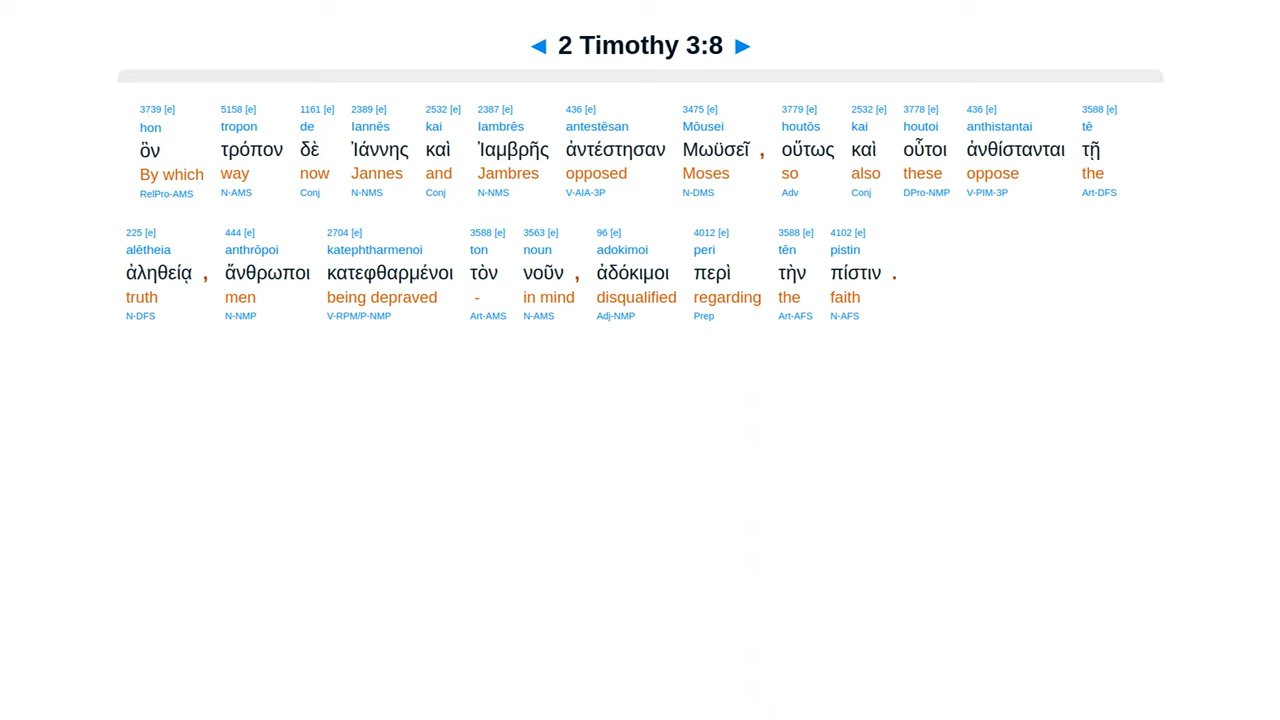 ◄ 2 Timothy 3:8 ►
3739 [e] 5158 [e] 1161 [e] 2389 [e] 2532 [e] 2387 [e] 436 [e] 3475 [e] 3779 [e] 2532 [e] 3778 [e] 436 [e] 3588 [e]
hon tropon de Iannēs kai Iambrēs antestēsan Mōusei houtōs kai houtoi anthistantai tē
ὃν τρόπον δὲ Ἰάννης καὶ Ἰαμβρῆς ἀντέστησαν Μωϋσεῖ , οὕτως καὶ οὗτοι ἀνθίστανται τῇ
By which way now Jannes and Jambres opposed Moses so also these oppose the
RelPro-AMS N-AMS Conj N-NMS Conj N-NMS V-AIA-3P N-DMS Adv Conj DPro-NMP V-PIM-3P Art-DFS
225 [e] 444 [e] 2704 [e] 3588 [e] 3563 [e] 96 [e] 4012 [e] 3588 [e] 4102 [e]
alētheia anthrōpoi katephtharmenoi ton noun adokimoi peri tēn pistin
ἀληθείᾳ , ἄνθρωποι κατεφθαρμένοι τὸν νοῦν , ἀδόκιμοι περὶ τὴν πίστιν .
truth men being depraved - in mind disqualified regarding the faith
N-DFS N-NMP V-RPM/P-NMP Art-AMS N-AMS Adj-NMP Prep Art-AFS N-AFS